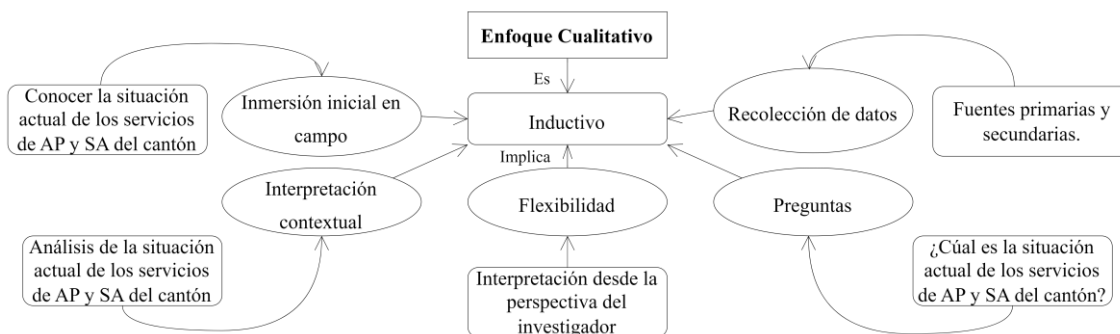 Enfoque Cualitativo
Es
Conocer la situación
actual de los servicios
de AP y SA del cantón
Inmersión inicial en
campo
Inductivo
Recolección de datos
Fuentes primarias y
secundarias.
Implica
Interpretación
contextual
Flexibilidad
Preguntas
Análisis de la situación
actual de los servicios
de AP y SA del cantón
Interpretación desde la
perspectiva del
investigador
¿Cúal es la situación
actual de los servicios
de AP y SA del cantón?